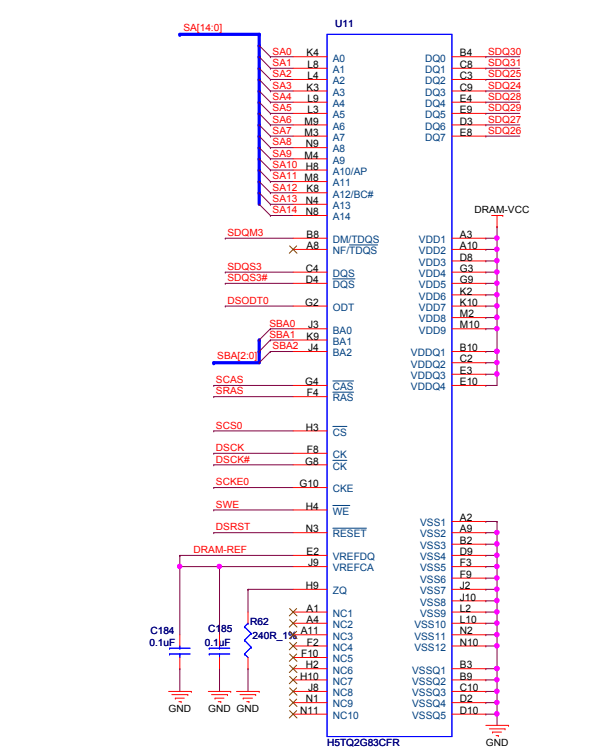 U11
SA[14:0]
SA0 K4 A0 DQ0 B4 SDQ30
SA1 L8 A1 DQ1 C8 SDQ31
SA2 L4 A2 DQ2 C3 SDQ25
SA3 K3 A3 DQ3 C9 SDQ24
SA4 L9 A4 DQ4 E4 SDQ28
SA5 L3 A5 DQ5 E9 SDQ29
SA6 M9 A6 DQ6 D3 SDQ27
SA7 M3 A7 DQ7 E8 SDQ26
SA8 N9 A8
SA9 M4 A9
SA10 H8 A10/AP
SA11 M8 A11
SA12 K8 A12/BC#
SA13 N4 A13
SA14 N8 A14
DRAM-VCC
SDQM3 B8 DM/TDQS VDD1 A3
A8 NF/TDQS VDD2 A10
VDD3 D8
SDQS3 C4 DQS VDD4 G3
SDQS3# D4 DQS VDD5 G9
VDD6 K2
DSODT0 G2 ODT VDD7 K10
VDD8 M2
SBA0 J3 BA0 VDD9 M10
SBA1 K9 BA1
SBA2 J4 BA2 VDDQ1 B10
SBA[2:0] VDDQ2 C2
VDDQ3 E3
SCAS G4 CAS VDDQ4 E10
SRAS F4 RAS
SCS0 H3 CS
DSCK F8 CK
DSCK# G8 CK
SCKE0 G10 CKE
SWE H4 WE
VSS1 A2
DSRST N3 RESET VSS2 A9
VSS3 B2
DRAM-REF E2 VREFDQ VSS4 D9
J9 VREFCA VSS5 F3
VSS6 F9
H9 ZQ VSS7 J2
VSS8 J10
A1 NC1 VSS9 L2
A4 NC2 VSS10 L10
A11 NC3 VSS11 N2
F2 NC4 VSS12 N10
F10 NC5
H2 NC6 VSSQ1 B3
H10 NC7 VSSQ2 B9
J8 NC8 VSSQ3 C10
N1 NC9 VSSQ4 D2
N11 NC10 VSSQ5 D10
C184
0.1uF
C185
0.1uF
R62
240R_1%
GND
GND
GND
GND
H5TQ2G83CFR